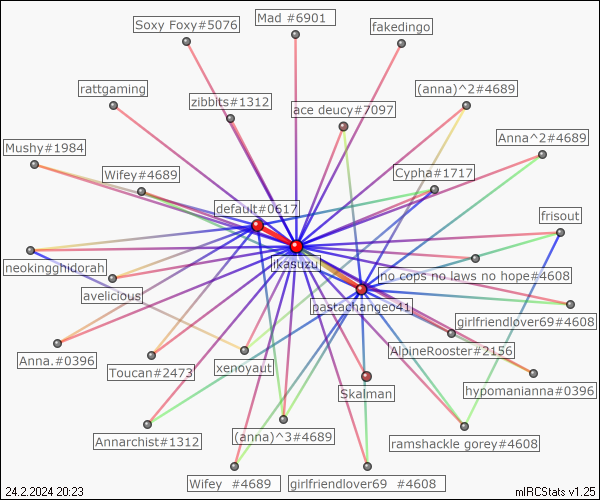 Mad #6901
Soxy Foxy#5076
fakedingo
rattgaming
(anna)^2#4689
zibbits#1312
ace deucy#7097
Anna^2#4689
Mushy#1984
Wifey#4689
Cypha#1717
default#0617
frisout
ikasuzu
neokingghidorah
no cops no laws no hope#4608
avelicious
pastachangeo41
girlfriendlover69#4608
AlpineRooster#2156
Anna.#0396
Toucan#2473
xenoyaut
Skalman
hypomanianna#0396
Annarchist#1312
(anna)^3#4689
ramshackle gorey#4608
Wifey #4689
girlfriendlover69 #4608
24.2.2024 20:23
mIRCStats v1.25